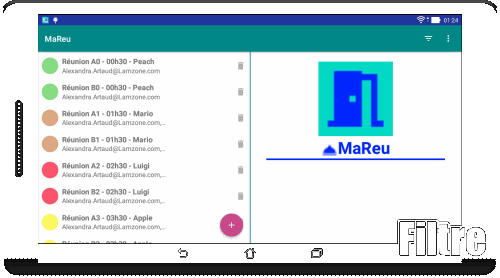 01:24
MaReu
Réunion A0 - 00h30 - Peach
Alexandra.Artaud@Lamzone.com
Réunion B0 - 00h30 - Peach
Alexandra.Artaud@Lamzone.com
Réunion A1 - 01h30 - Mario
Alexandra.Artaud@Lamzone.com,..
Réunion B1 - 01h30 - Mario
Alexandra.Artaud@Lamzone.com,..
Réunion A2 - 02h30 - Luigi
Alexandra.Artaud@Lamzone.com,..
Réunion B2 - 02h30 - Luigi
Alexandra.Artaud@Lamzone.com,..
Réunion A3 - 03h30 - Apple
Alexandra.Artaud@Lamzone.com,..
MaReu
Filtre